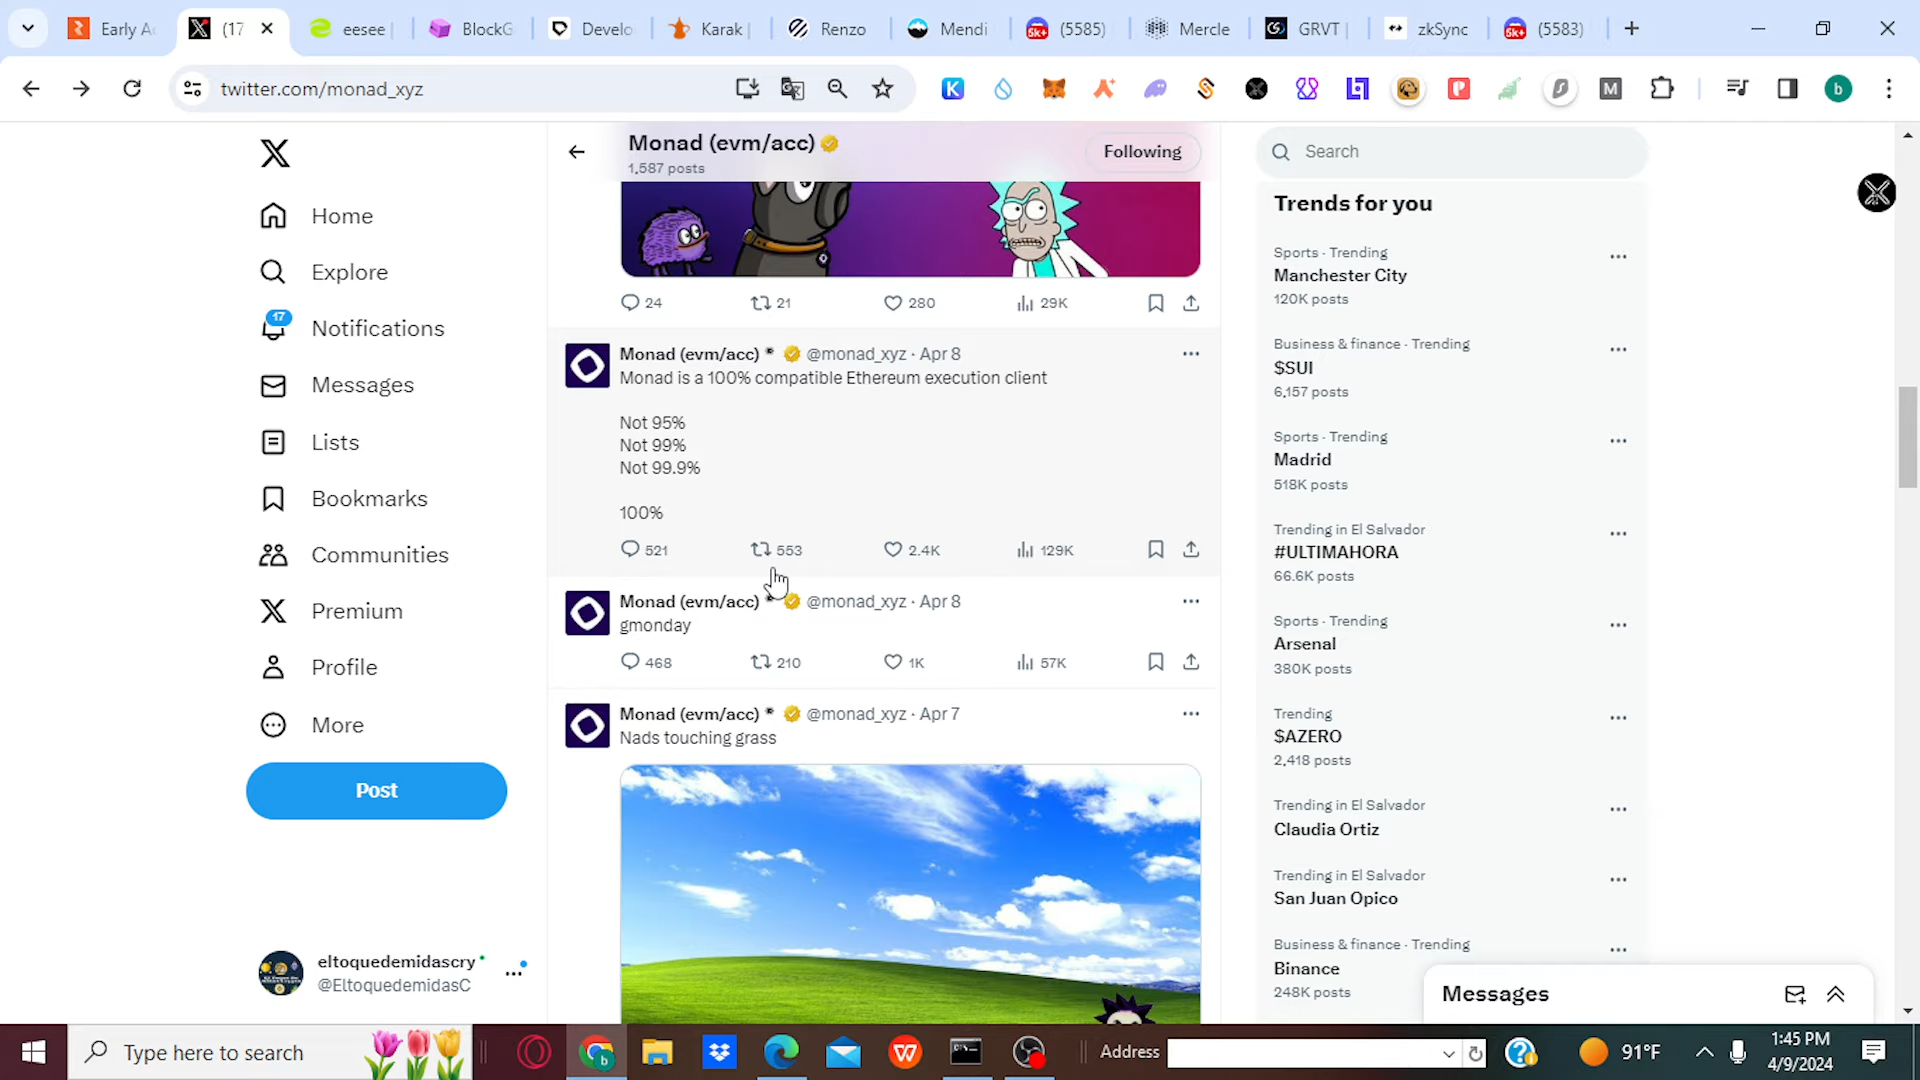 Early Ac
(17
eesee
BlockG
Develo
Karak |
Renzo
Mendi
5k+
(5585)
Mercle
GRVT |
zkSync
5k+
(5583)
twitter.com/monad_xyz
b
Monad (evm/acc)
1,587 posts
Following
Search
Home
Explore
17
Notifications
Messages
Lists
Bookmarks
Communities
Premium
Profile
More
Post
eltoquedemidascry
@EltoquedemidasC
24
21
280
29K
Monad (evm/acc) @monad_xyz · Apr 8
Monad is a 100% compatible Ethereum execution client
Not 95%
Not 99%
Not 99.9%
100%
521
553
2.4K
129K
Monad (evm/acc) @monad_xyz · Apr 8
gmonday
468
210
1K
57K
Monad (evm/acc) @monad_xyz · Apr 7
Nads touching grass
Trends for you
Sports · Trending
Manchester City
120K posts
Business & finance · Trending
$SUI
6,157 posts
Sports · Trending
Madrid
518K posts
Trending in El Salvador
#ULTIMAHORA
66.6K posts
Sports · Trending
Arsenal
380K posts
Trending
$AZERO
2,418 posts
Trending in El Salvador
Claudia Ortiz
Trending in El Salvador
San Juan Opico
Business & finance · Trending
Binance
248K posts
Messages
Type here to search
Address
91°F
1:45 PM
4/9/2024